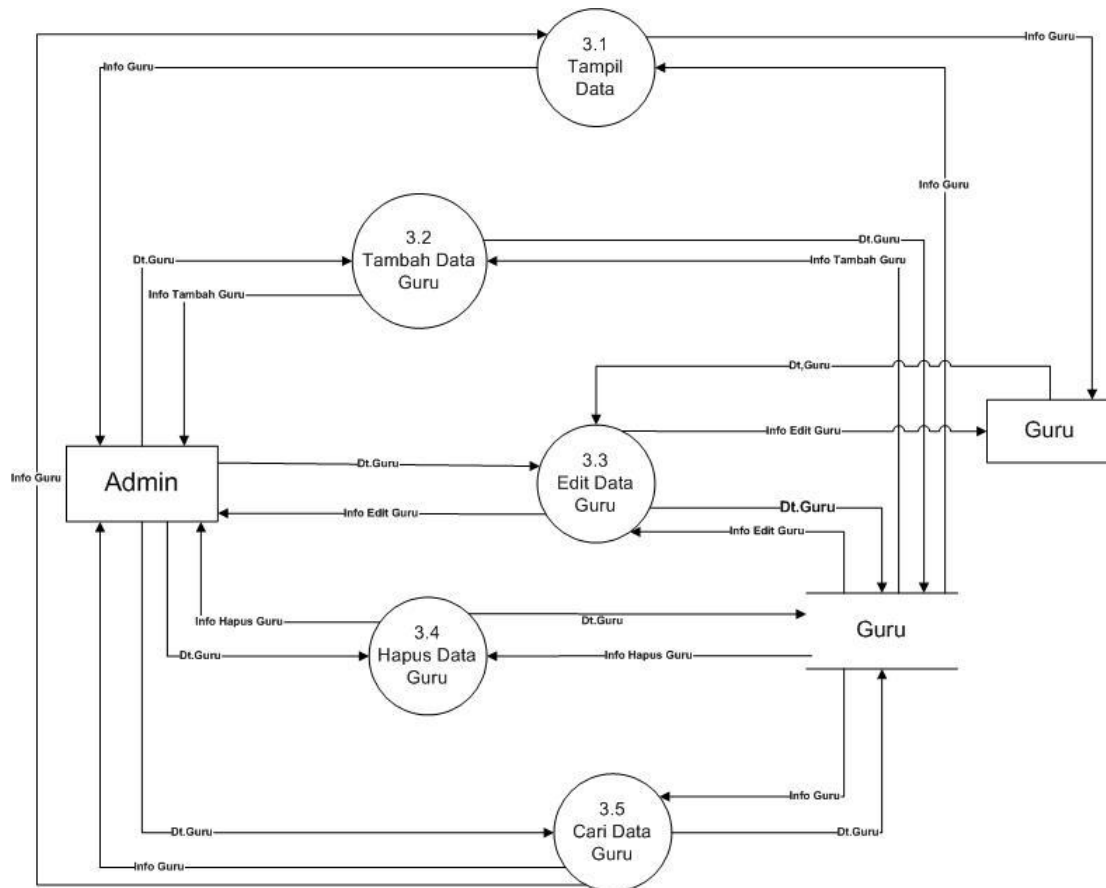 3.1
Tampil
Data
Info Guru
Info Guru
Info Guru
3.2
Tambah Data
Guru
Dt.Guru
Dt.Guru
Info Tambah Guru
Info Tambah Guru
Dt,Guru
Guru
Info Edit Guru
3.3
Edit Data
Guru
Admin
Dt.Guru
Info Guru
Info Edit Guru
Dt.Guru
Info Edit Guru
Info Hapus Guru
3.4
Hapus Data
Guru
Dt.Guru
Guru
Dt.Guru
Info Hapus Guru
Info Guru
3.5
Cari Data
Guru
Dt.Guru
Dt.Guru
Info Guru